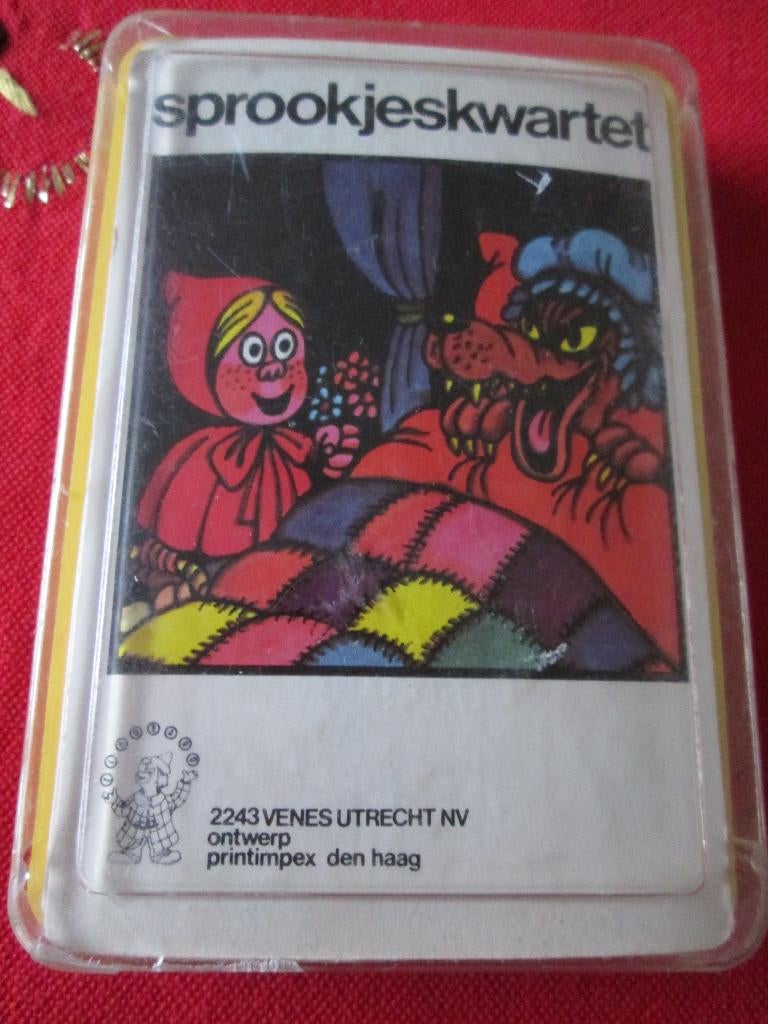 sprookjeskwartet
2243 VENES UTRECHT NV
ontwerp
printimpex den haag